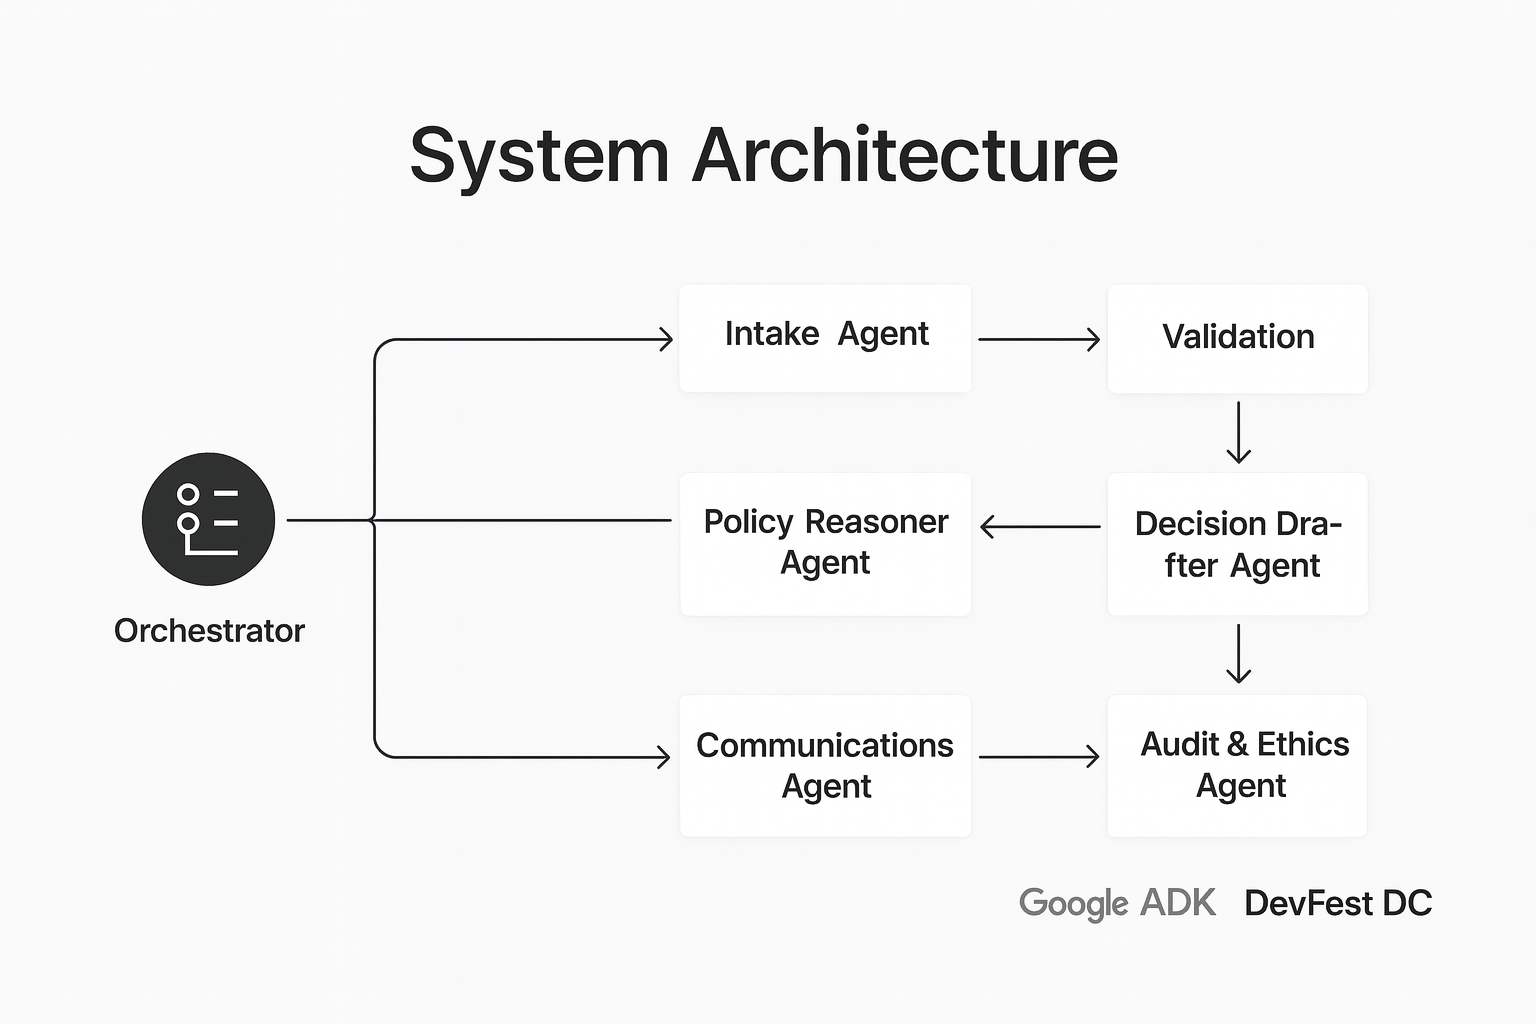 System Architecture
Intake Agent
Validation
Orchestrator
Policy Reasoner
Agent
Decision Dra-
fter Agent
Communications
Agent
Audit & Ethics
Agent
Google ADK
DevFest DC